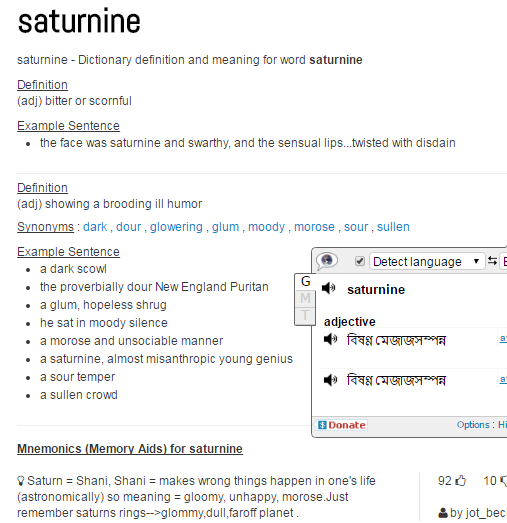 saturnine
saturnine - Dictionary definition and meaning for word saturnine
Definition
(adj) bitter or scornful
Example Sentence
the face was saturnine and swarthy, and the sensual lips...twisted with disdain
Definition
(adj) showing a brooding ill humor
Synonyms : dark , dour , glowering , glum , moody , morose , sour , sullen
Example Sentence
a dark scowl
the proverbially dour New England Puritan
a glum, hopeless shrug
he sat in moody silence
a morose and unsociable manner
a saturnine, almost misanthropic young genius
a sour temper
a sullen crowd
Detect language
G
M
T
saturnine
adjective
বিষণ্ণ মেজাজসম্পন্ন
বিষণ্ণ মেজাজসম্পন্ন
Donate
Options :
Mnemonics (Memory Aids) for saturnine
Saturn = Shani, Shani = makes wrong things happen in one's life
(astronomically) so meaning = gloomy, unhappy, morose.Just
remember saturns rings-->glommy,dull,faroff planet .
92 10
by jot_bec